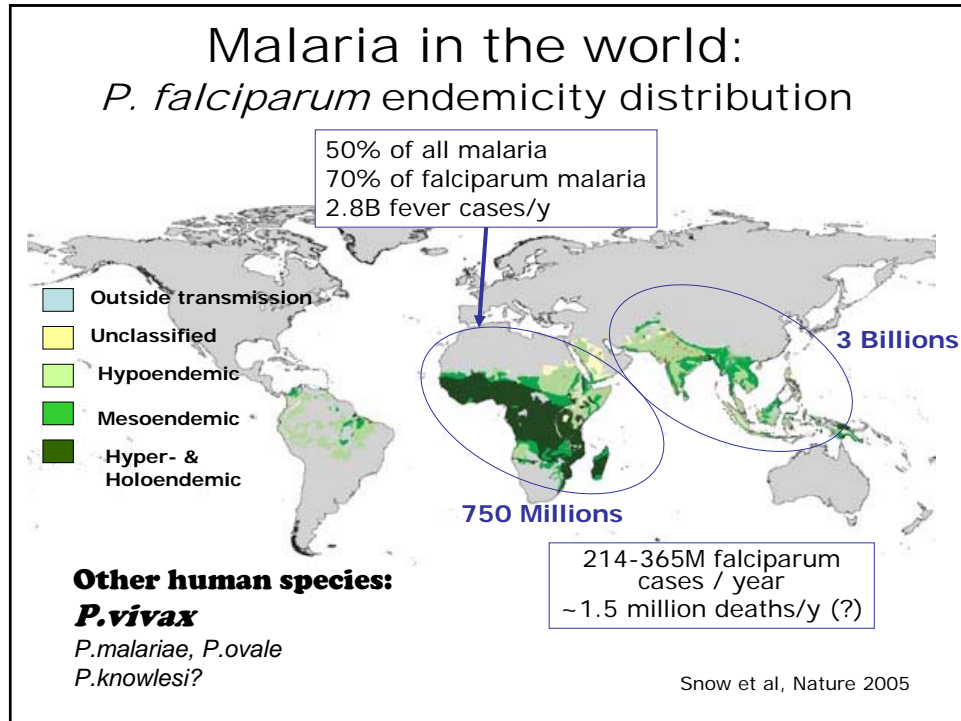 Malaria in the world:
P. falciparum endemicity distribution
50% of all malaria
70% of falciparum malaria
2.8B fever cases/y
Outside transmission
Unclassified
Hypoendemic
Mesoendemic
Hyper- &
Holoendemic
3 Billions
750 Millions
214-365M falciparum
cases / year
~1.5 million deaths/y (?)
Other human species:
P.vivax
P.malariae, P.ovale
P.knowlesi?
Snow et al, Nature 2005